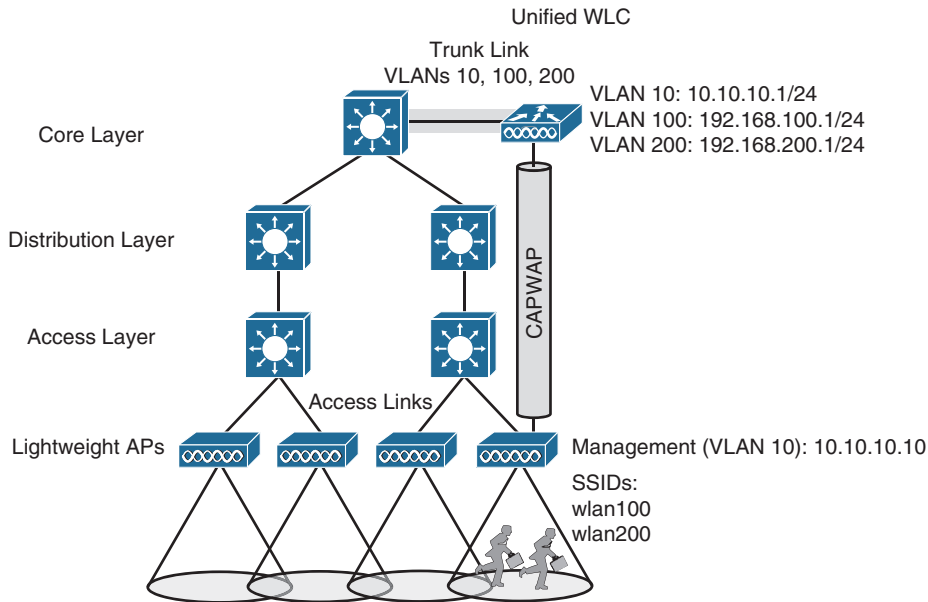 Unified WLC
Trunk Link
VLANs 10, 100, 200
VLAN 10: 10.10.10.1/24
VLAN 100: 192.168.100.1/24
VLAN 200: 192.168.200.1/24
Core Layer
Distribution Layer
CAPWAP
Access Layer
Access Links
Lightweight APs
Management (VLAN 10): 10.10.10.10
SSIDs:
wlan100
wlan200